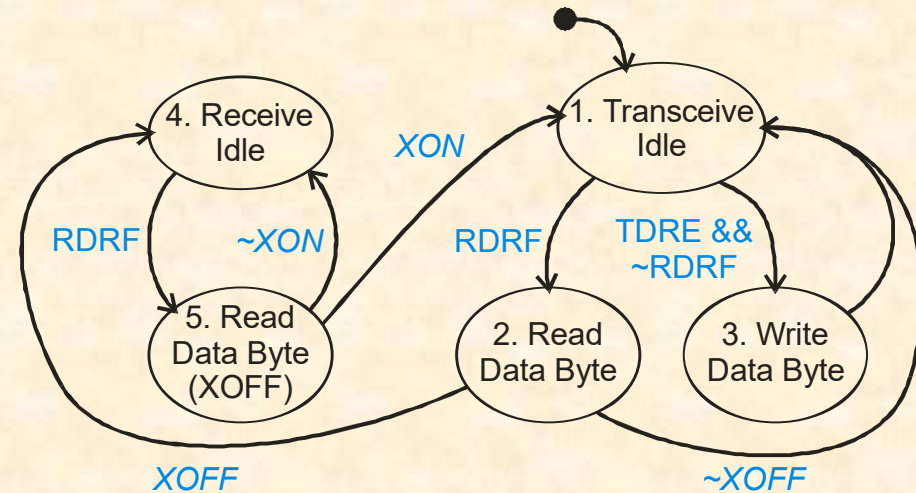 4. Receive
Idle
1. Transceive
Idle
XON
RDRF
~XON
RDRF
TDRE &&
~RDRF
5. Read
Data Byte
(XOFF)
2. Read
Data Byte
3. Write
Data Byte
XOFF
~XOFF